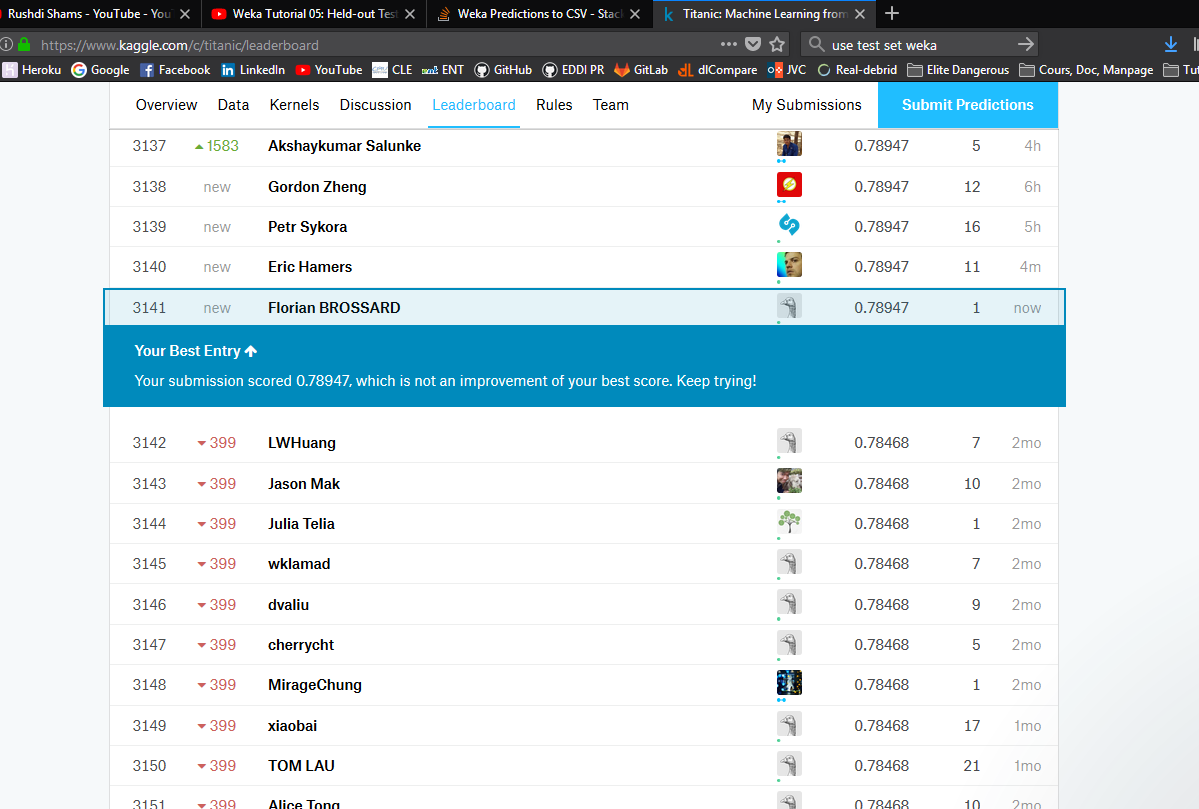 Rushdi Shams - YouTube - You
Weka Tutorial 05: Held-out Test
Weka Predictions to CSV - Stack
Titanic: Machine Learning from
https://www.kaggle.com/c/titanic/leaderboard
use test set weka
Heroku Google Facebook LinkedIn YouTube CLE ENT GitHub EDDI PR GitLab dlCompare JVC Real-debrid Elite Dangerous Cours, Doc, Manpage Tut
Overview Data Kernels Discussion Leaderboard Rules Team My Submissions Submit Predictions
3137 1583 Akshaykumar Salunke 0.78947 5 4h
3138 new Gordon Zheng 0.78947 12 6h
3139 new Petr Sykora 0.78947 16 5h
3140 new Eric Hamers 0.78947 11 4m
3141 new Florian BROSSARD 0.78947 1 now
Your Best Entry
Your submission scored 0.78947, which is not an improvement of your best score. Keep trying!
3142 399 LWHuang 0.78468 7 2mo
3143 399 Jason Mak 0.78468 10 2mo
3144 399 Julia Telia 0.78468 1 2mo
3145 399 wklamad 0.78468 7 2mo
3146 399 dvaliu 0.78468 9 2mo
3147 399 cherrycht 0.78468 5 2mo
3148 399 MirageChung 0.78468 1 2mo
3149 399 xiaobai 0.78468 17 1mo
3150 399 TOM LAU 0.78468 21 1mo
3151 399 Alice Tong 0.78468 10 2mo